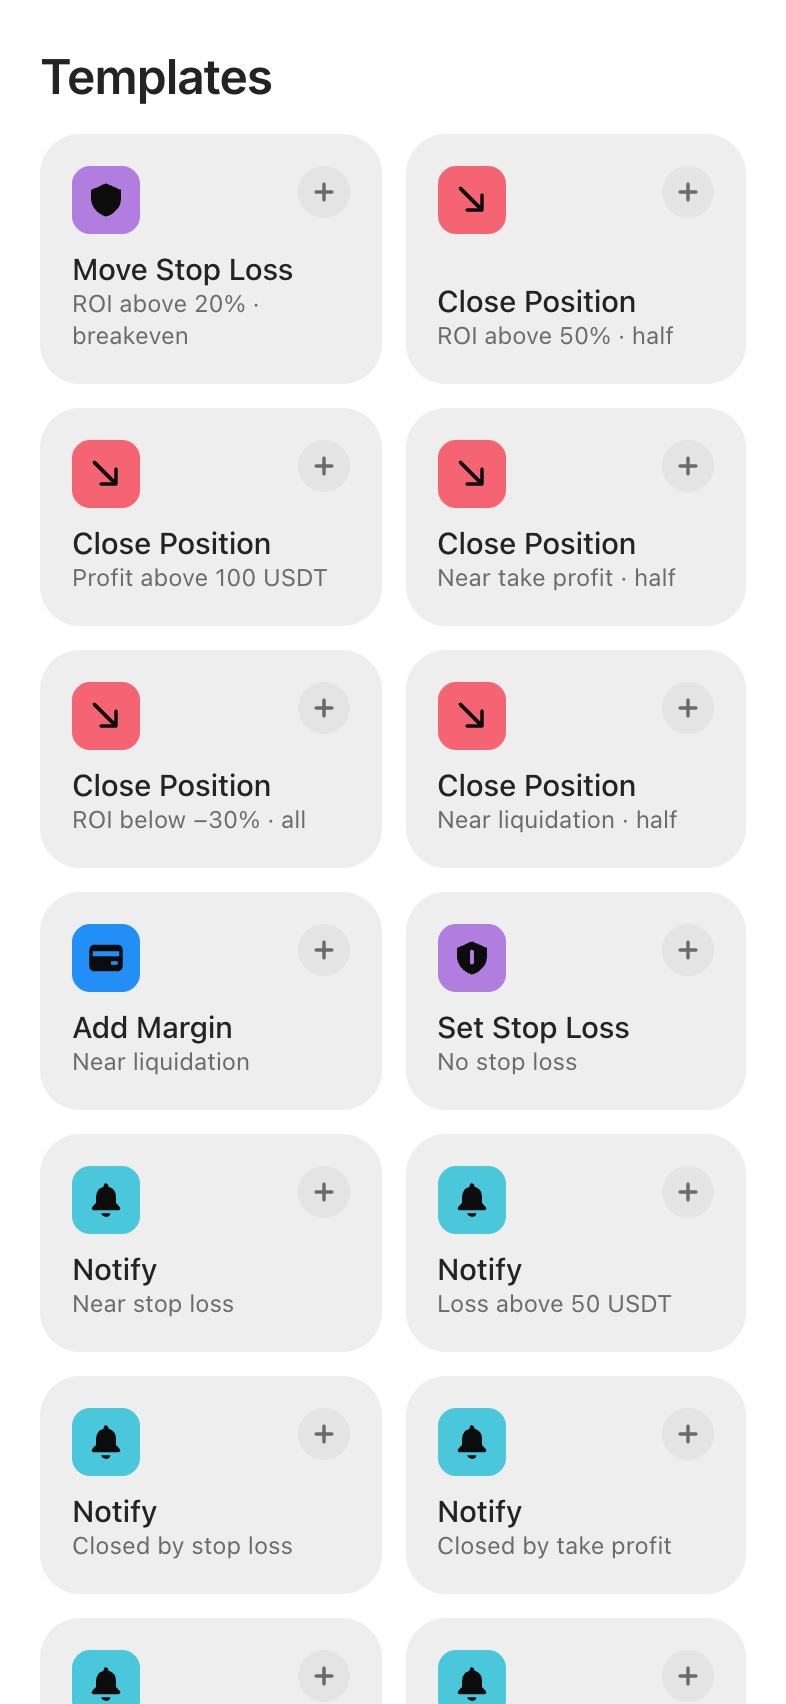 Templates
Move Stop Loss
ROI above 20% ·
breakeven
Close Position
ROI above 50% · half
Close Position
Profit above 100 USDT
Close Position
Near take profit · half
Close Position
ROI below −30% · all
Close Position
Near liquidation · half
Add Margin
Near liquidation
Set Stop Loss
No stop loss
Notify
Near stop loss
Notify
Loss above 50 USDT
Notify
Closed by stop loss
Notify
Closed by take profit